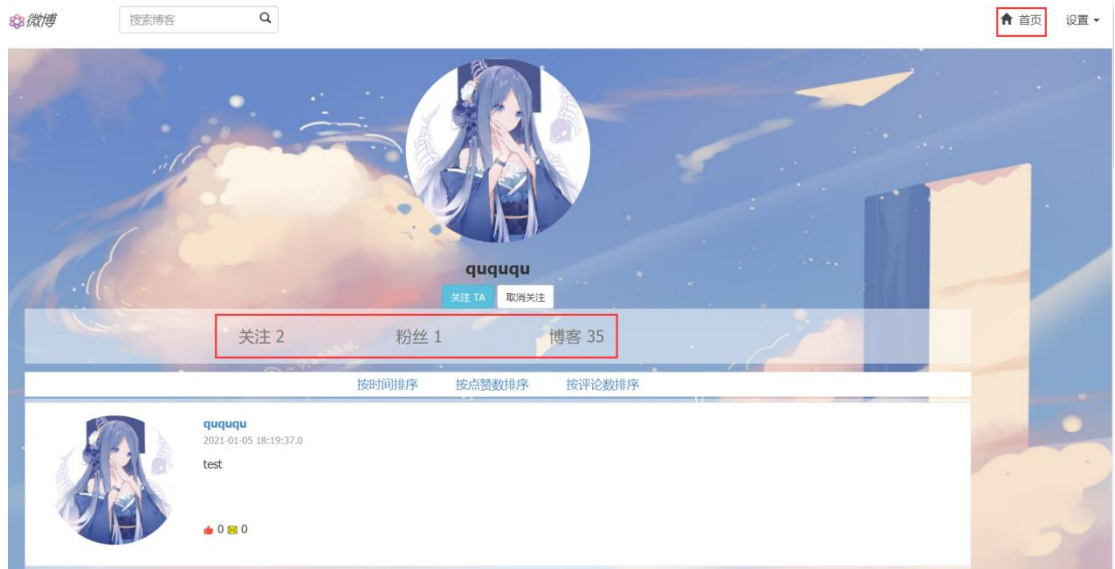 微博
搜索博客
首页 设置
quququ
关注 TA 取消关注
关注 2 粉丝 1 博客 35
按时间排序 按点赞数排序 按评论数排序
quququ
2021-01-05 18:19:37.0
test
0 0